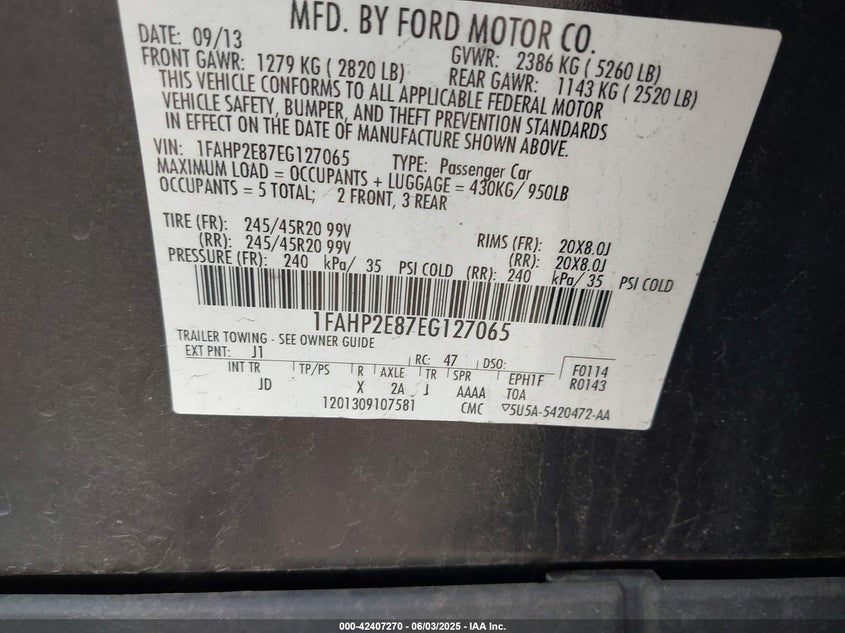 MFD. BY FORD MOTOR CO.
DATE: 09/13 GVWR: 2386 KG ( 5260 LB)
FRONT GAWR: 1279 KG ( 2820 LB) REAR GAWR: 1143 KG ( 2520 LB)
THIS VEHICLE CONFORMS TO ALL APPLICABLE FEDERAL MOTOR
VEHICLE SAFETY, BUMPER, AND THEFT PREVENTION STANDARDS
IN EFFECT ON THE DATE OF MANUFACTURE SHOWN ABOVE.
VIN: 1FAHP2E87EG127065 TYPE: Passenger Car
MAXIMUM LOAD = OCCUPANTS + LUGGAGE = 430KG/ 950LB
OCCUPANTS = 5 TOTAL; 2 FRONT, 3 REAR
TIRE (FR): 245/45R20 99V RIMS (FR): 20X8.0J
(RR): 245/45R20 99V (RR): 20X8.0J
PRESSURE (FR): 240 kPa/ 35 PSI COLD (RR): 240 kPa/ 35 PSI COLD
1FAHP2E87EG127065
TRAILER TOWING - SEE OWNER GUIDE
EXT PNT: J1 RC: 47 DSO: F0114
INT TR TP/PS R AXLE TR SPR EPH1F R0143
JD X 2A J AAAA TOA
12013091075B1 CMC ▽5U5A-5420472-AA
000-42407270 - 06/03/2025 - IAA Inc.